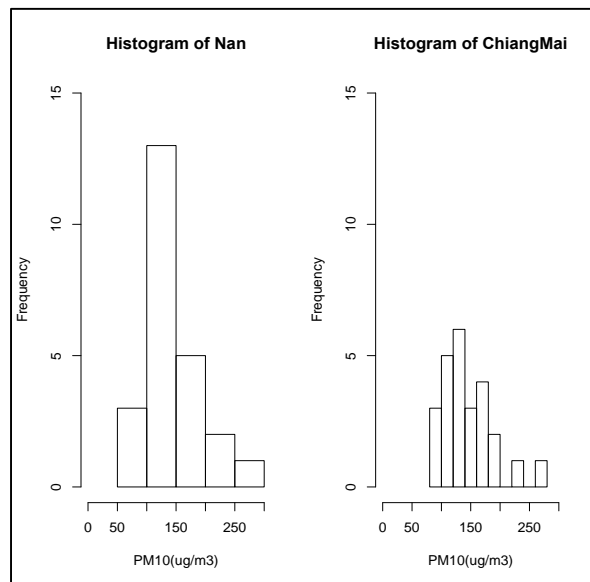 Histogram of Nan
Frequency
0
5
10
15
0 50 150 250
PM10(ug/m3)
Histogram of ChiangMai
Frequency
0
5
10
15
0 50 150 250
PM10(ug/m3)